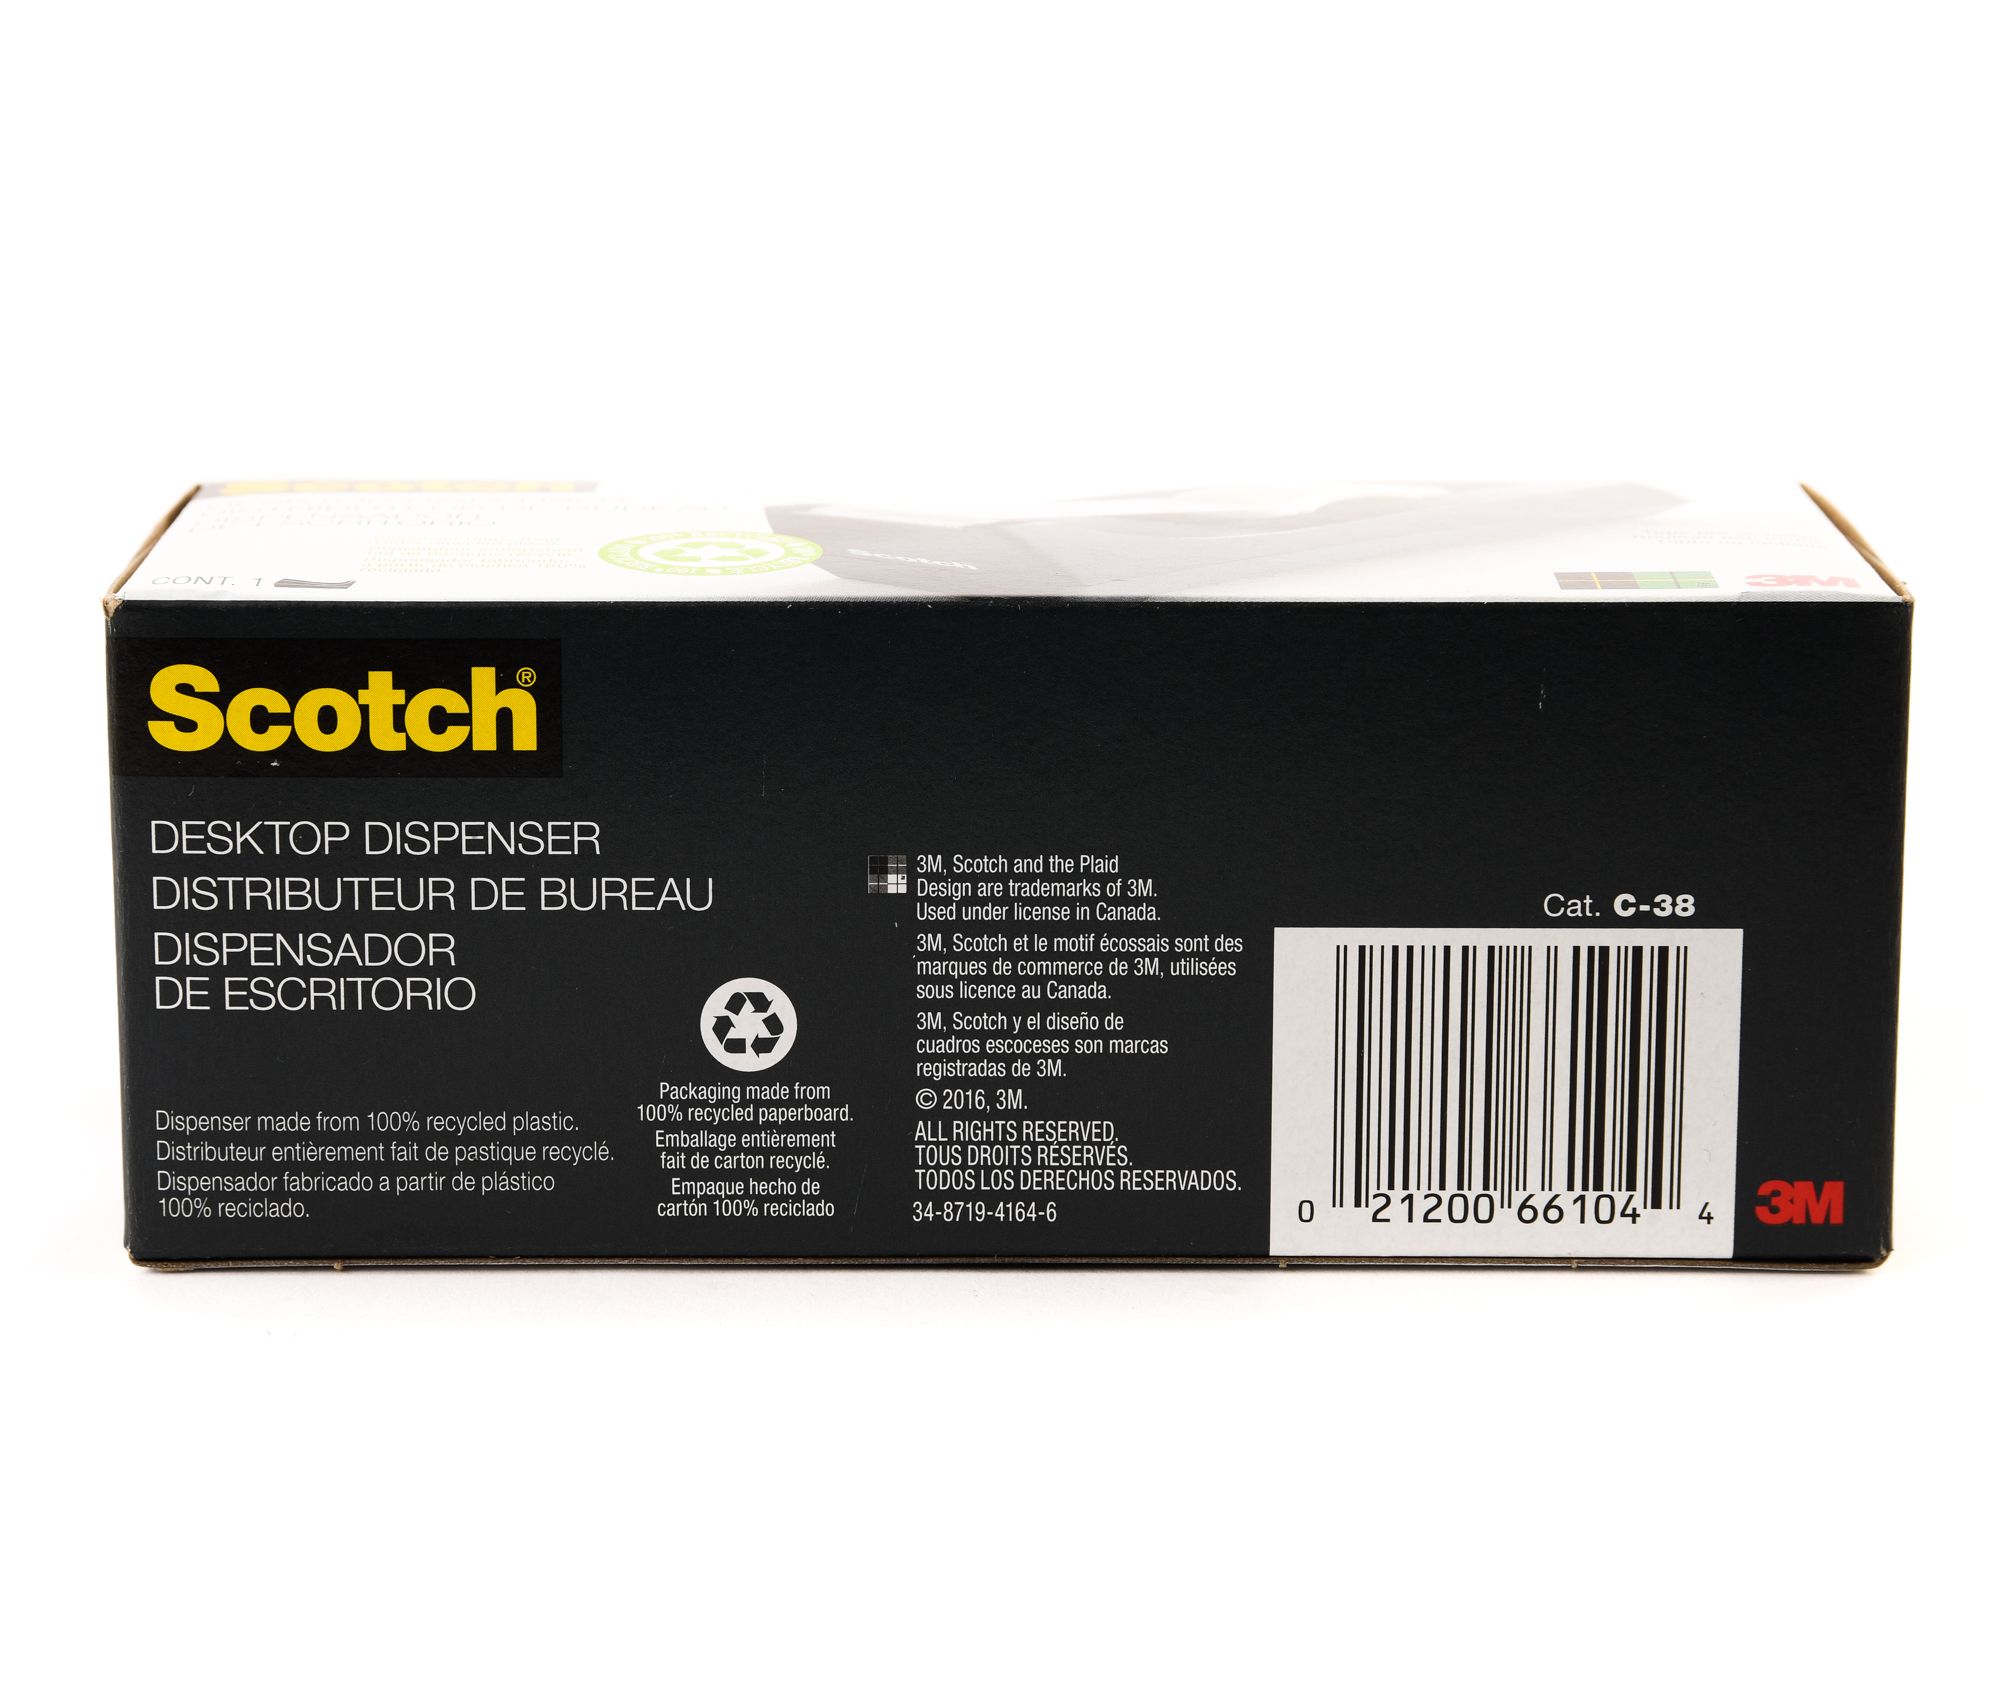 CONT. 1
Scotch
3M
Scotch®
DESKTOP DISPENSER
DISTRIBUTEUR DE BUREAU
DISPENSADOR
DE ESCRITORIO
Dispenser made from 100% recycled plastic.
Distributeur entièrement fait de pastique recyclé.
Dispensador fabricado a partir de plástico
100% reciclado.
Packaging made from
100% recycled paperboard.
Emballage entièrement
fait de carton recyclé.
Empaque hecho de
cartón 100% reciclado
3M, Scotch and the Plaid
Design are trademarks of 3M.
Used under license in Canada.
3M, Scotch et le motif écossais sont des
marques de commerce de 3M, utilisées
sous licence au Canada.
3M, Scotch y el diseño de
cuadros escoceses son marcas
registradas de 3M.
© 2016, 3M.
ALL RIGHTS RESERVED.
TOUS DROITS RÉSERVÉS.
TODOS LOS DERECHOS RESERVADOS.
34-8719-4164-6
Cat. C-38
0 21200 66104 4
3M